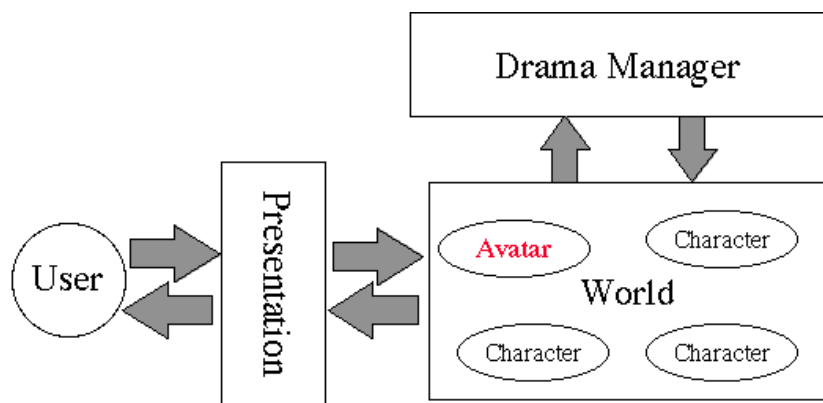 Drama Manager
Presentation
User
Avatar
Character
World
Character
Character